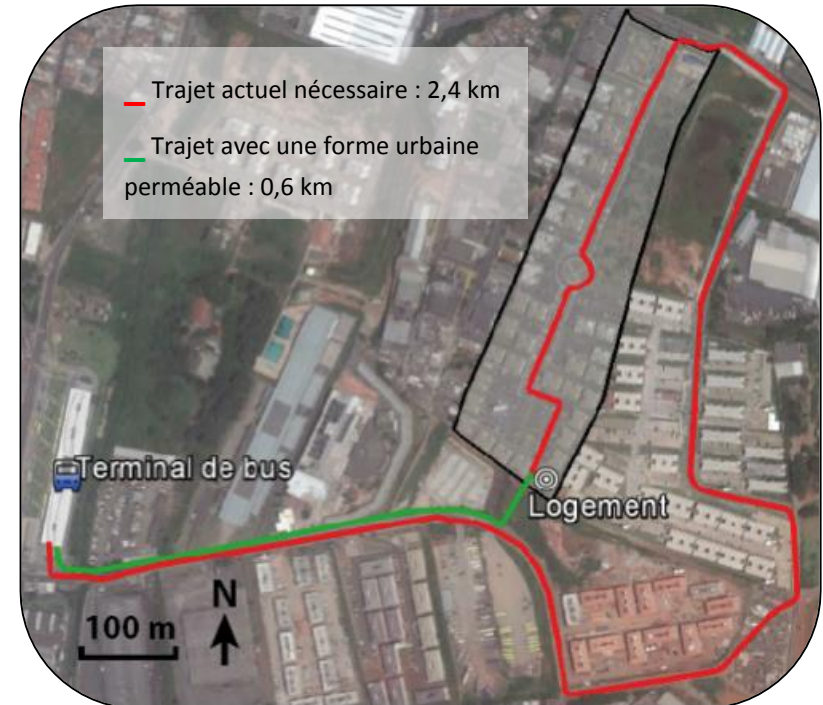 Trajet actuel nécessaire : 2,4 km
Trajet avec une forme urbaine
perméable : 0,6 km
Terminal de bus
Logement
N
100 m